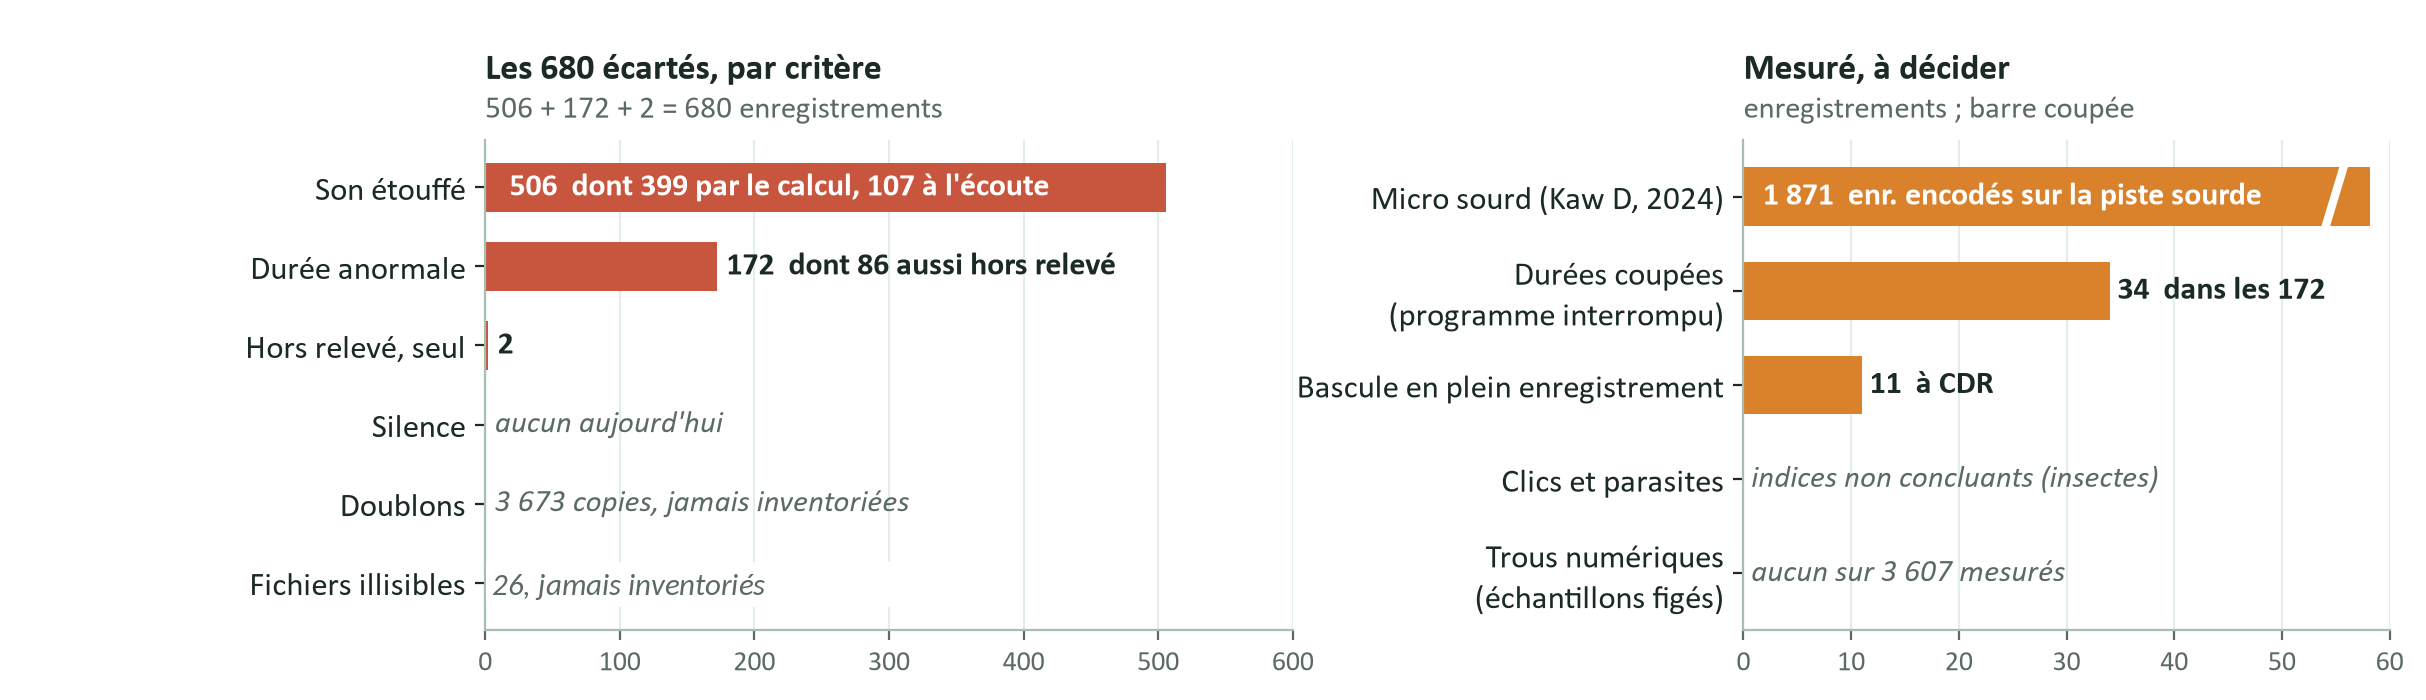 Les 680 écartés, par critère
506 + 172 + 2 = 680 enregistrements
Son étouffé
506 dont 399 par le calcul, 107 à l'écoute
Durée anormale
172 dont 86 aussi hors relevé
Hors relevé, seul
2
Silence
aucun aujourd'hui
Doublons
3 673 copies, jamais inventoriées
Fichiers illisibles
26, jamais inventoriés
0 100 200 300 400 500 600
Mesuré, à décider
enregistrements ; barre coupée
Micro sourd (Kaw D, 2024)
1 871 enr. encodés sur la piste sourde
Durées coupées
(programme interrompu)
34 dans les 172
Bascule en plein enregistrement
11 à CDR
Clics et parasites
indices non concluants (insectes)
Trous numériques
(échantillons figés)
aucun sur 3 607 mesurés
0 10 20 30 40 50 60